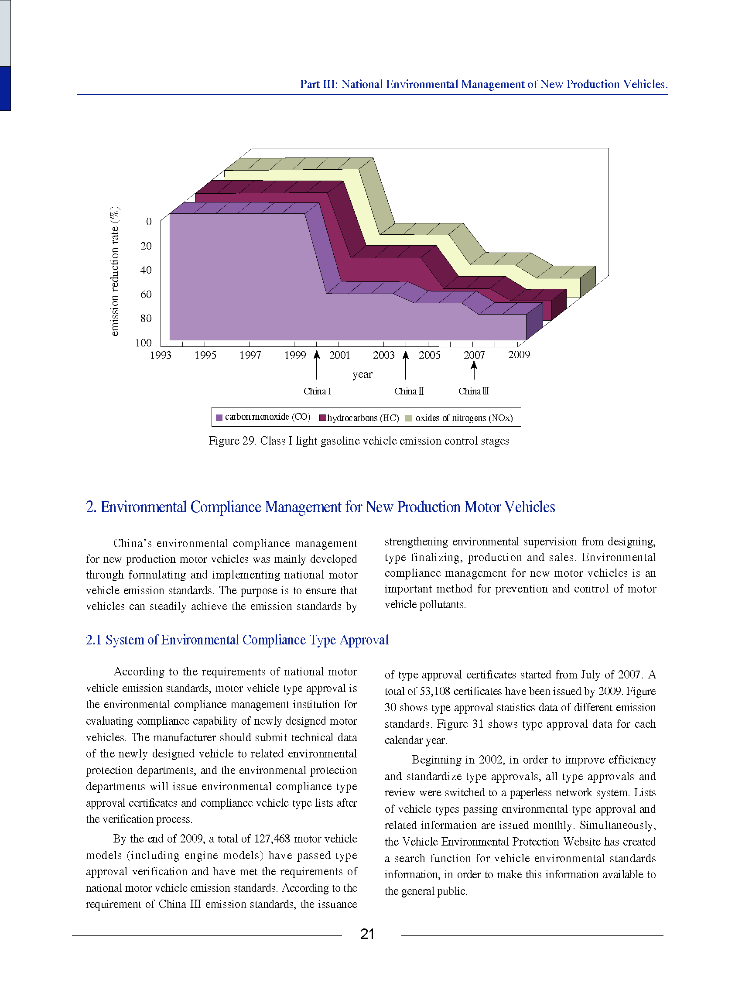 Part III: National Environmental Management of New Production Vehicles.
emission reduction rate (%)
0
20
40
60
80
100
1993 1995 1997 1999 2001 2003 2005 2007 2009
year
China I China Ⅱ China Ⅲ
carbon monoxide (CO) hydrocarbons (HC) oxides of nitrogens (NOx)
Figure 29. Class I light gasoline vehicle emission control stages
2. Environmental Compliance Management for New Production Motor Vehicles
China’s environmental compliance management
for new production motor vehicles was mainly developed
through formulating and implementing national motor
vehicle emission standards. The purpose is to ensure that
vehicles can steadily achieve the emission standards by
strengthening environmental supervision from designing,
type finalizing, production and sales. Environmental
compliance management for new motor vehicles is an
important method for prevention and control of motor
vehicle pollutants.
2.1 System of Environmental Compliance Type Approval
According to the requirements of national motor
vehicle emission standards, motor vehicle type approval is
the environmental compliance management institution for
evaluating compliance capability of newly designed motor
vehicles. The manufacturer should submit technical data
of the newly designed vehicle to related environmental
protection departments, and the environmental protection
departments will issue environmental compliance type
approval certificates and compliance vehicle type lists after
the verification process.
By the end of 2009, a total of 127,468 motor vehicle
models (including engine models) have passed type
approval verification and have met the requirements of
national motor vehicle emission standards. According to the
requirement of China III emission standards, the issuance
of type approval certificates started from July of 2007. A
total of 53,108 certificates have been issued by 2009. Figure
30 shows type approval statistics data of different emission
standards. Figure 31 shows type approval data for each
calendar year.
Beginning in 2002, in order to improve efficiency
and standardize type approvals, all type approvals and
review were switched to a paperless network system. Lists
of vehicle types passing environmental type approval and
related information are issued monthly. Simultaneously,
the Vehicle Environmental Protection Website has created
a search function for vehicle environmental standards
information, in order to make this information available to
the general public.
21